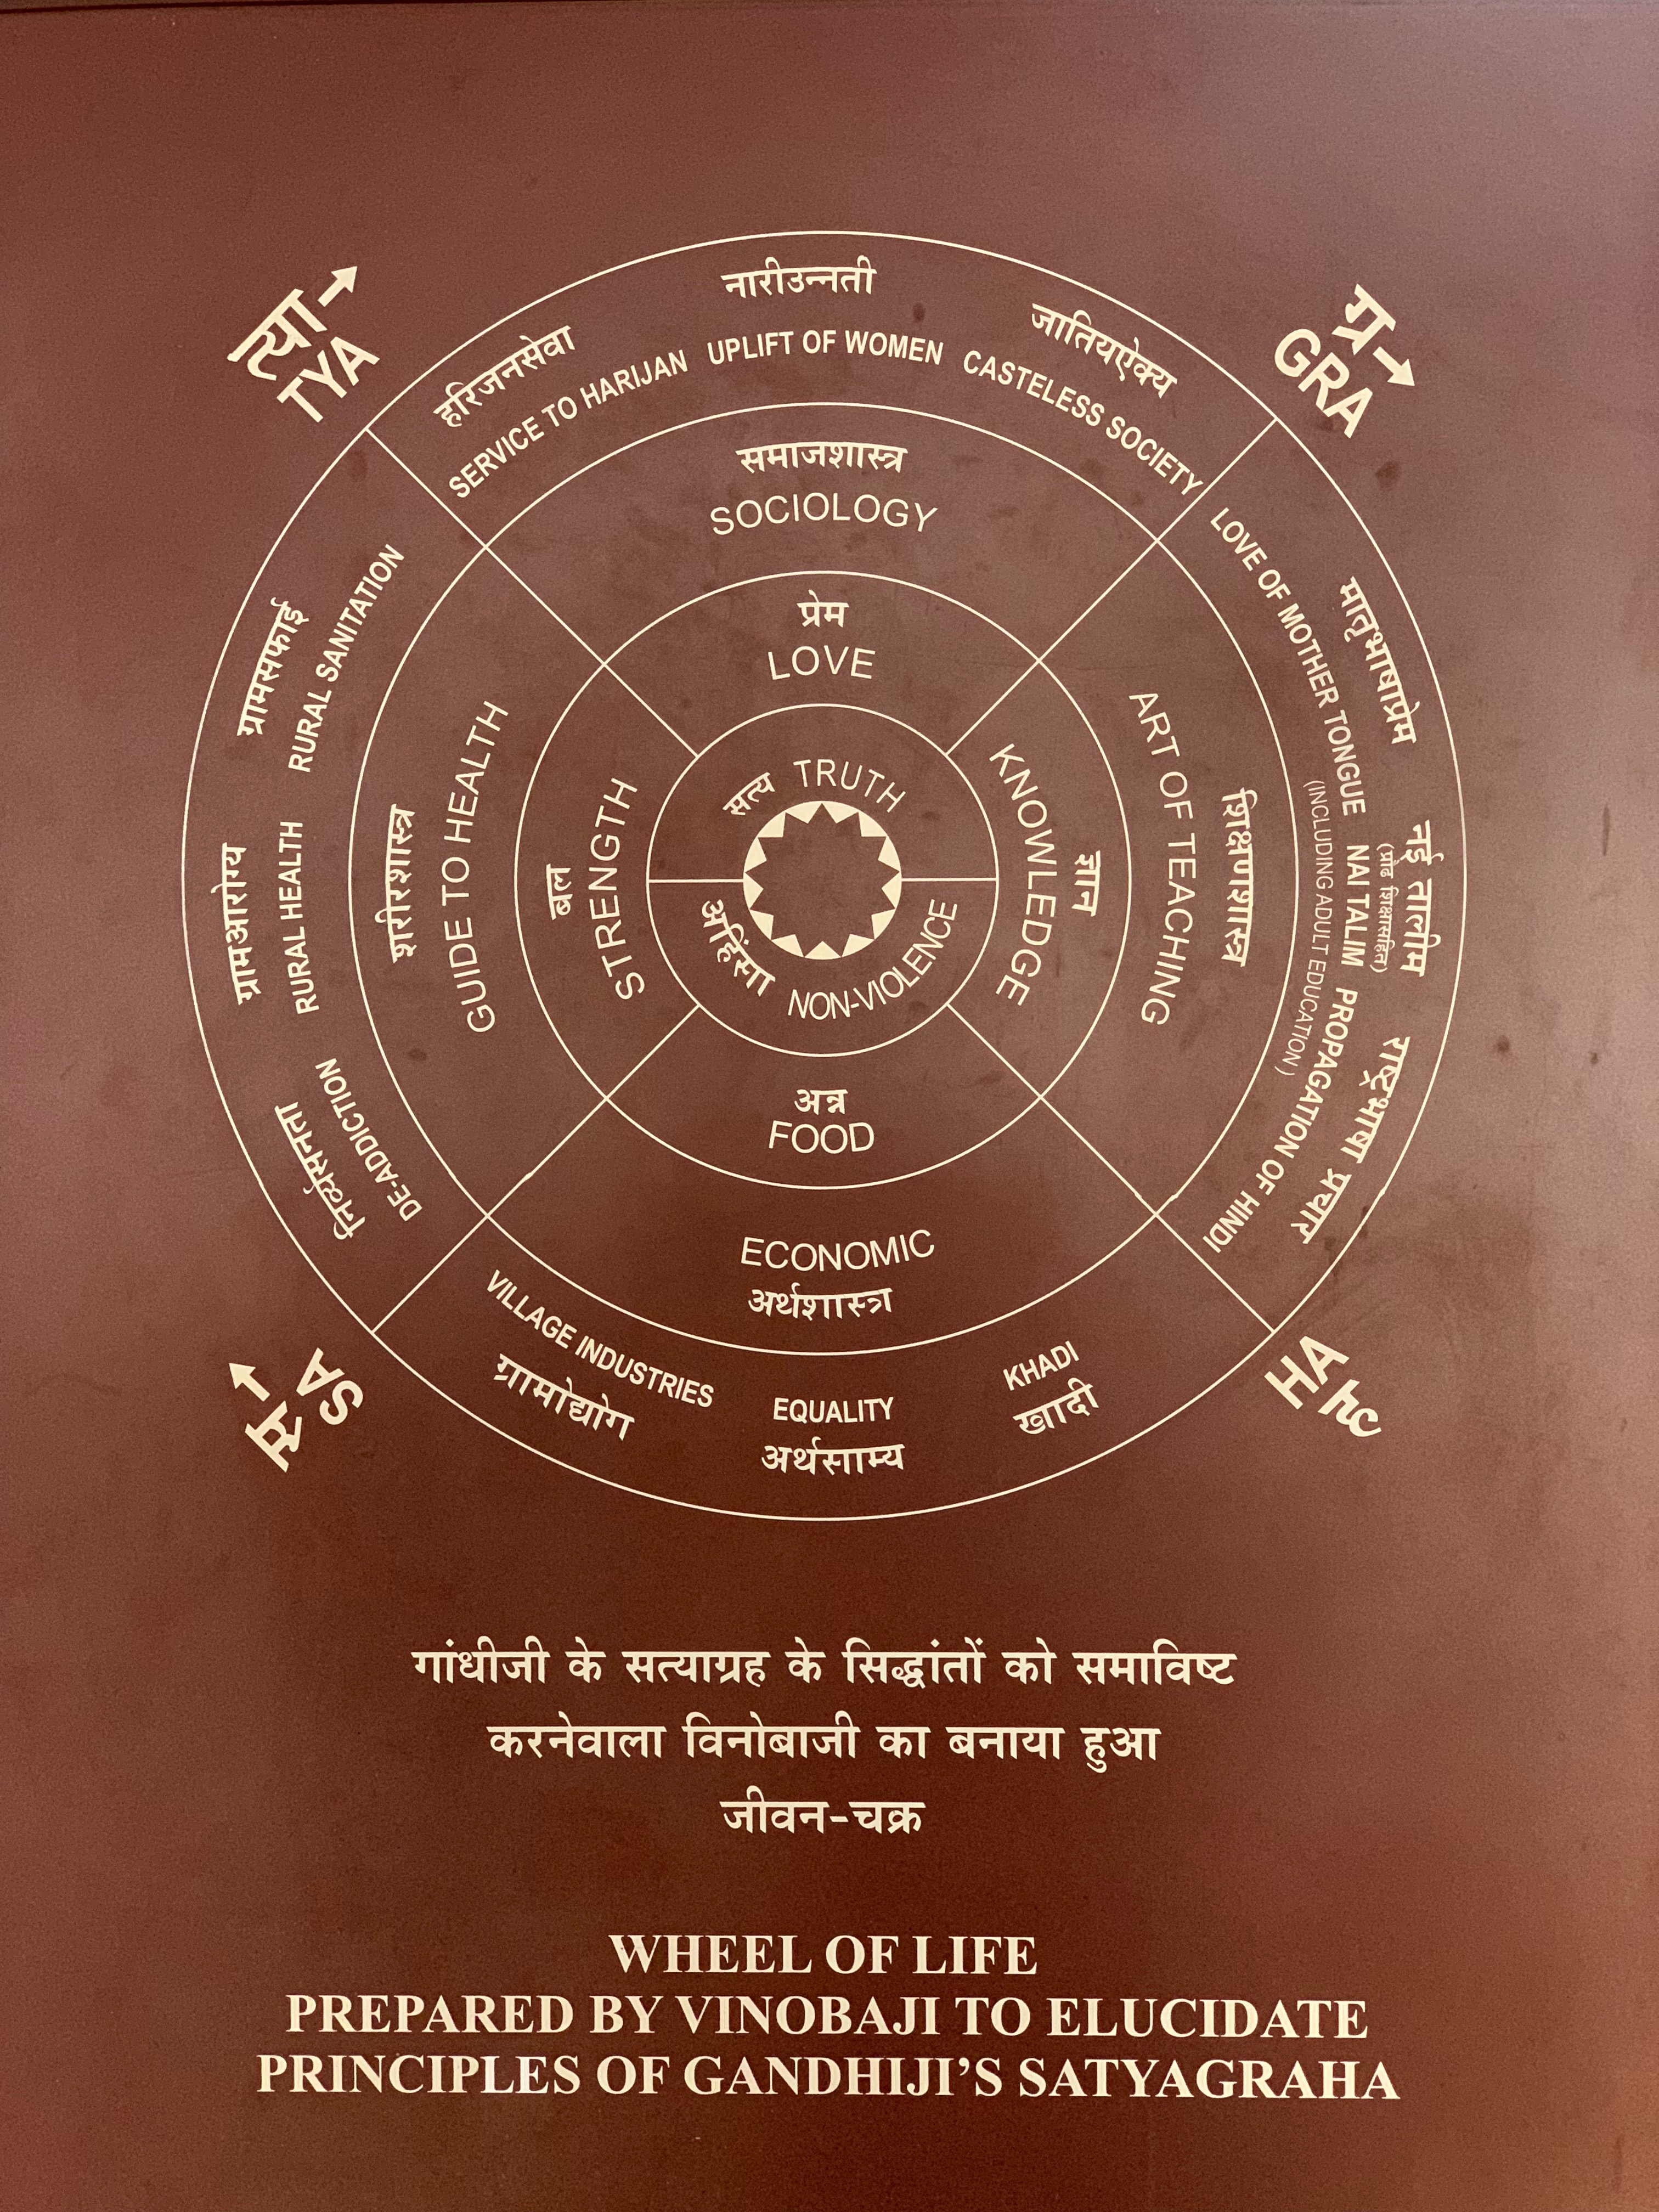 त्या→
TYA
ग्र→
GRA
हरिजनसेवा
SERVICE TO HARIJAN
नारीउन्नती
UPLIFT OF WOMEN
जातियऐक्य
CASTELESS SOCIETY
समाजशास्त्र
SOCIOLOGY
प्रेम
LOVE
सत्य TRUTH
अहिंसा NON-VIOLENCE
ग्रामसफाई
RURAL SANITATION
ग्रामआरोग्य
RURAL HEALTH
निर्व्यसनता
DE-ADDICTION
शरीरशास्त्र
GUIDE TO HEALTH
बल
STRENGTH
ज्ञान
KNOWLEDGE
शिक्षणशास्त्र
ART OF TEACHING
मातृभाषाप्रेम
LOVE OF MOTHER TONGUE
नई तालीम
(प्रौढ शिक्षासहित)
NAI TALIM
(INCLUDING ADULT EDUCATION)
राष्ट्रभाषा प्रचार
PROPAGATION OF HINDI
अन्न
FOOD
ECONOMIC
अर्थशास्त्र
VILLAGE INDUSTRIES
ग्रामोद्योग
EQUALITY
अर्थसाम्य
KHADI
खादी
स→
SA
HA
ह
गांधीजी के सत्याग्रह के सिद्धांतों को समाविष्ट
करनेवाला विनोबाजी का बनाया हुआ
जीवन-चक्र
WHEEL OF LIFE
PREPARED BY VINOBAJI TO ELUCIDATE
PRINCIPLES OF GANDHIJI'S SATYAGRAHA